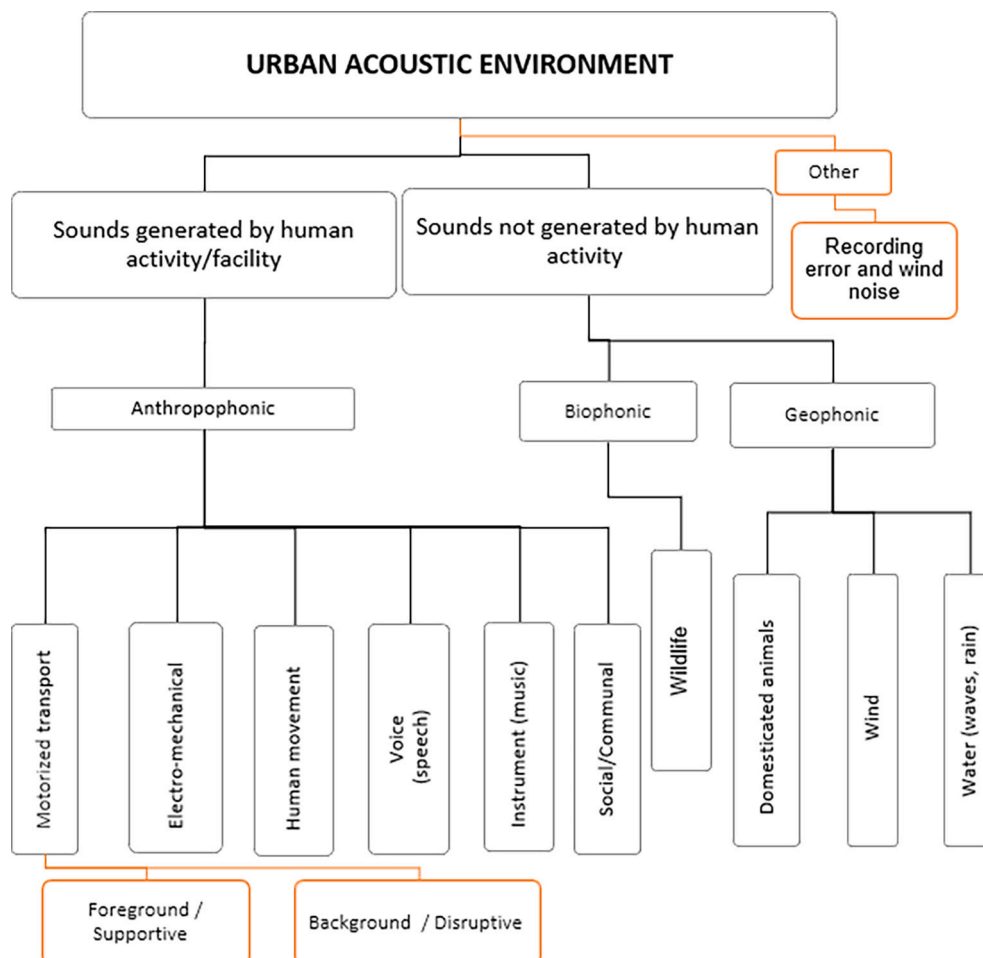 URBAN ACOUSTIC ENVIRONMENT
Other
Sounds generated by human
activity/facility
Sounds not generated by human
activity
Recording
error and wind
noise
Anthropophonic
Biophonic
Geophonic
Motorized transport
Electro-mechanical
Human movement
Voice
(speech)
Instrument (music)
Social/Communal
Wildlife
Domesticated animals
Wind
Water (waves, rain)
Foreground /
Supportive
Background / Disruptive